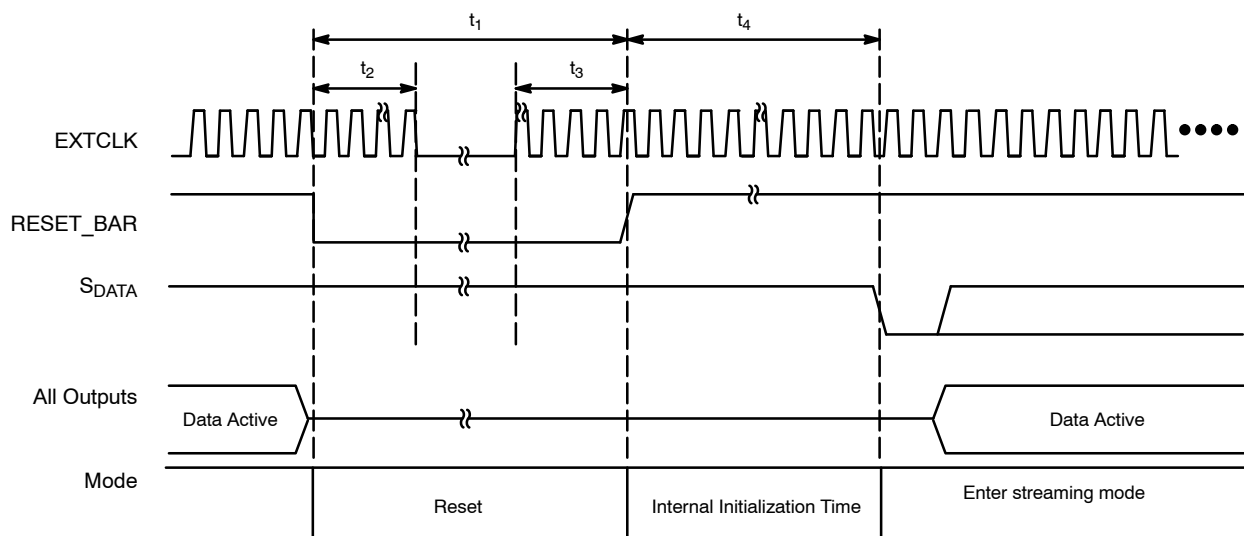 t1
t4
t2
t3
EXTCLK
RESET_BAR
SDATA
All Outputs
Data Active
Data Active
Mode
Reset
Internal Initialization Time
Enter streaming mode